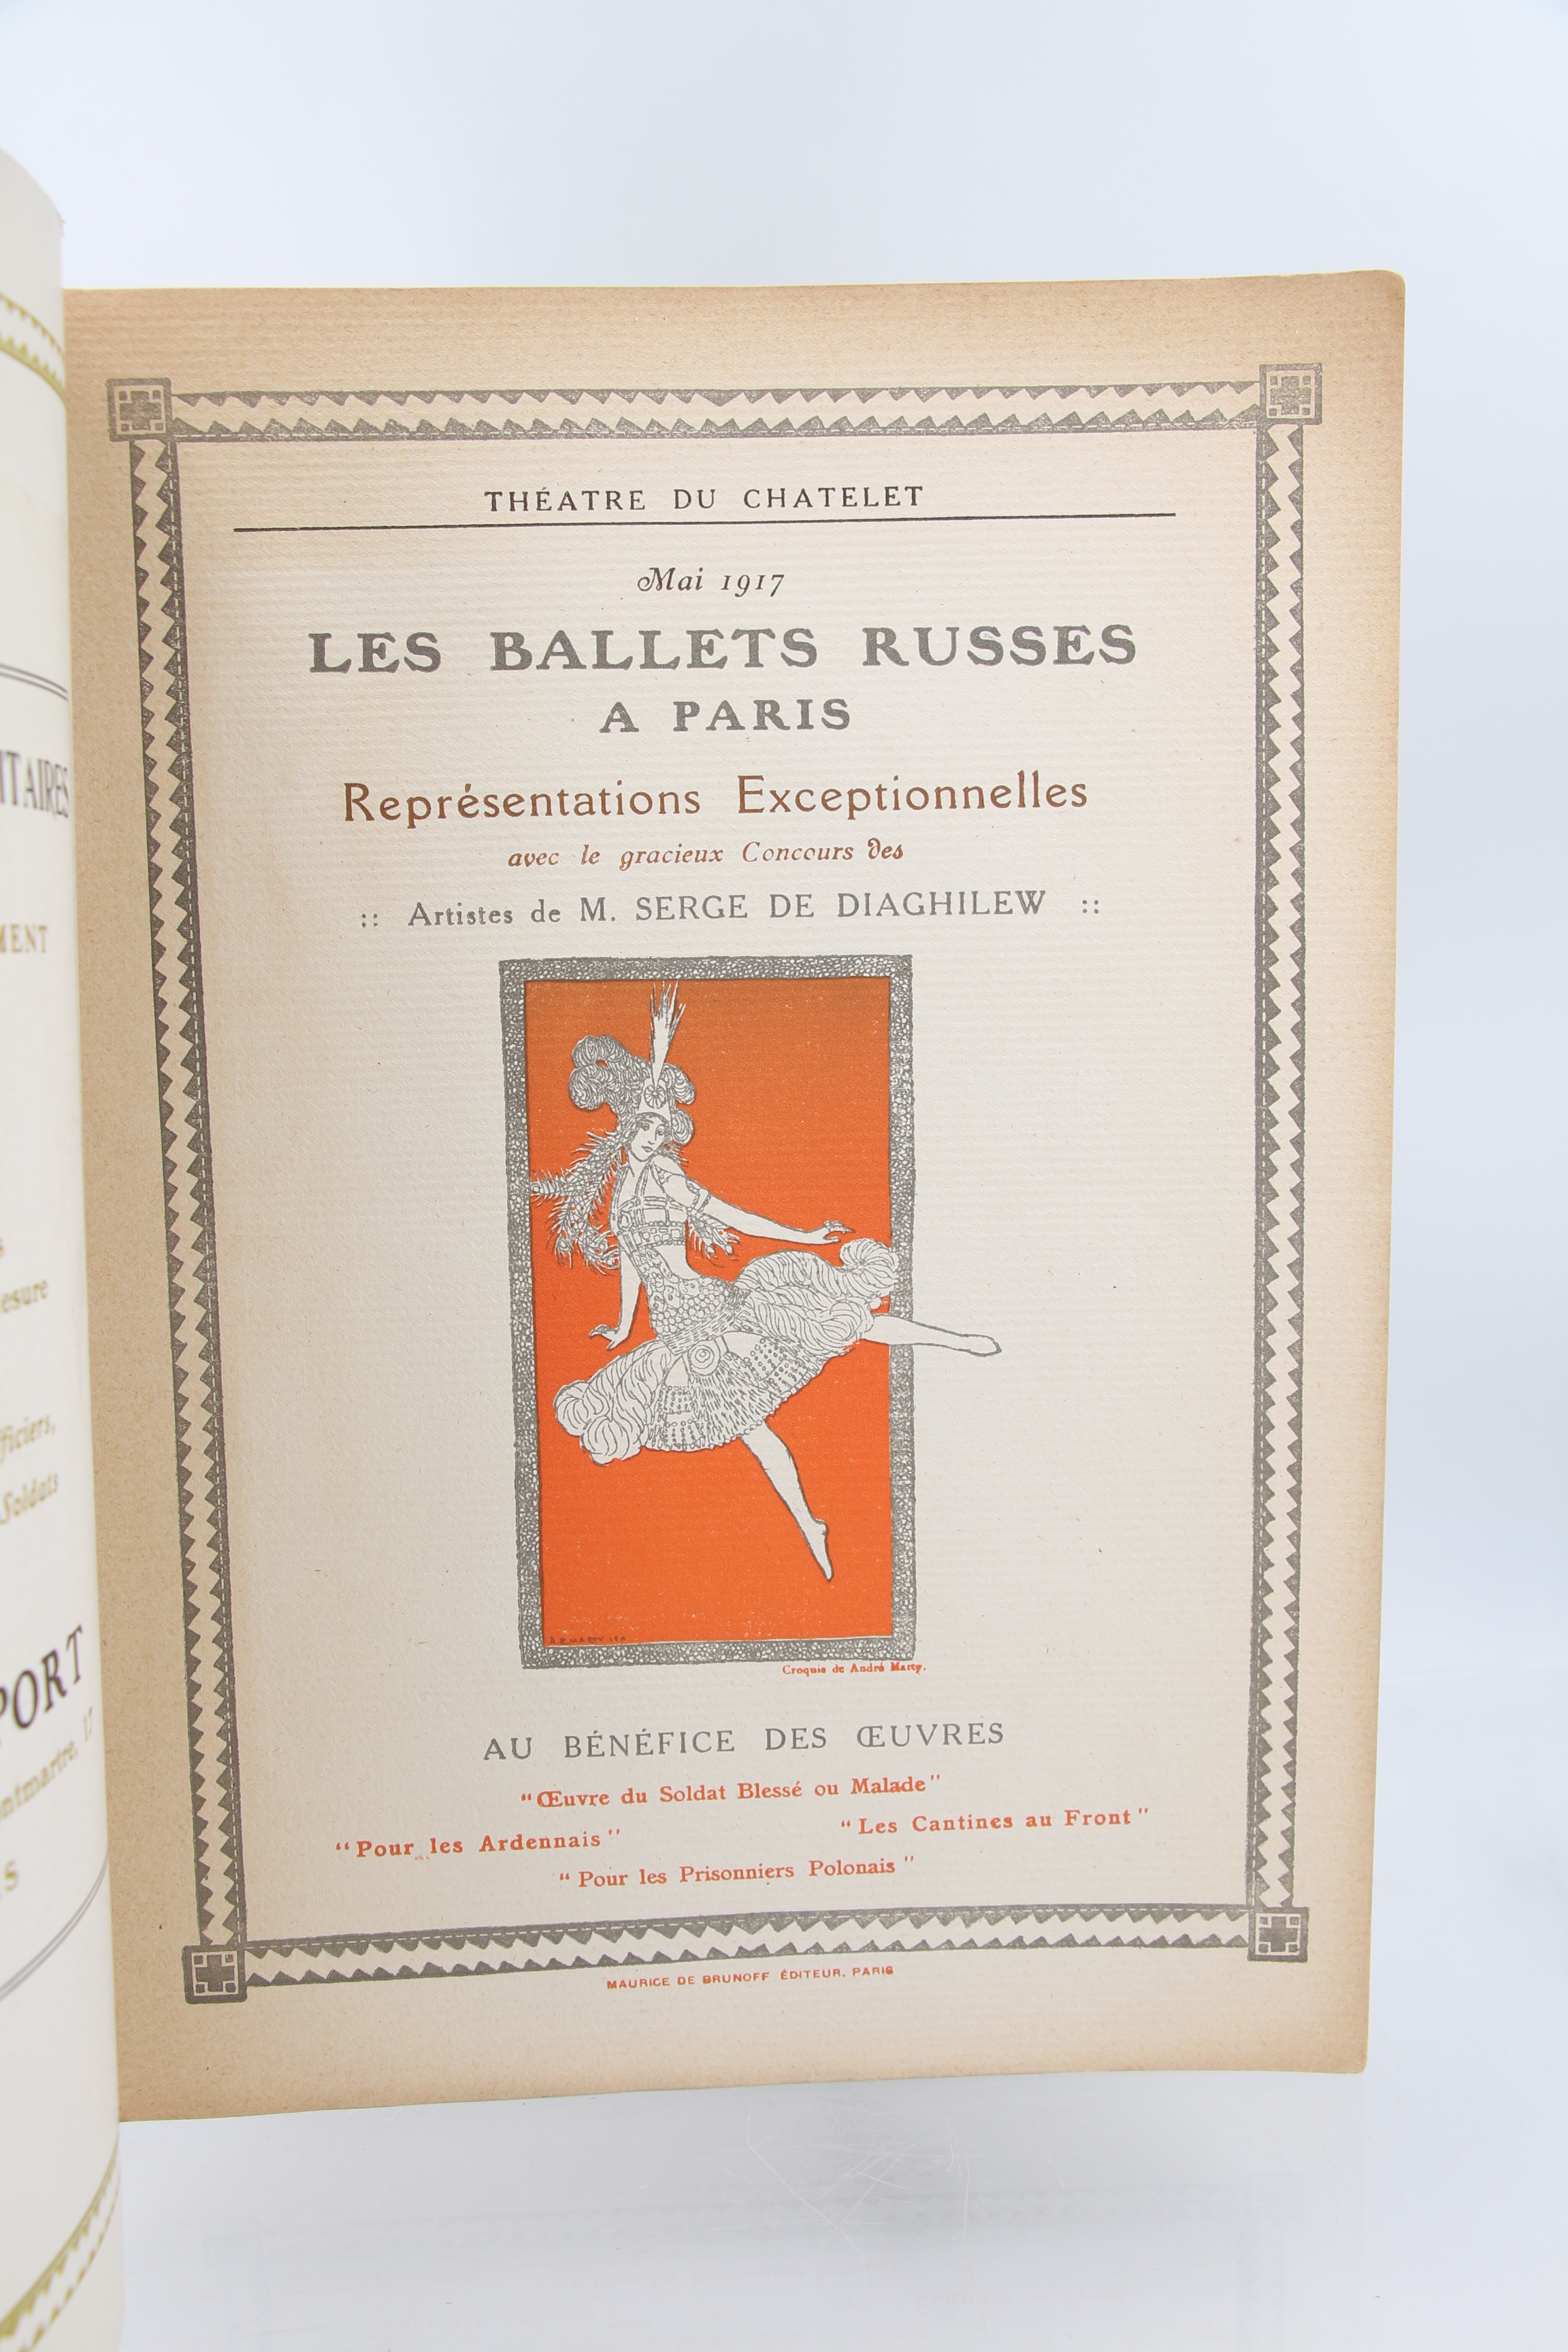 THÉATRE DU CHATELET
Mai 1917
LES BALLETS RUSSES
A PARIS
Représentations Exceptionnelles
avec le gracieux Concours des
:: Artistes de M. SERGE DE DIAGHILEW ::
Croquis de André Marty.
AU BÉNÉFICE DES ŒUVRES
"Œuvre du Soldat Blessé ou Malade"
"Pour les Ardennais" "Les Cantines au Front"
"Pour les Prisonniers Polonais"
MAURICE DE BRUNOFF ÉDITEUR, PARIS
Soldats